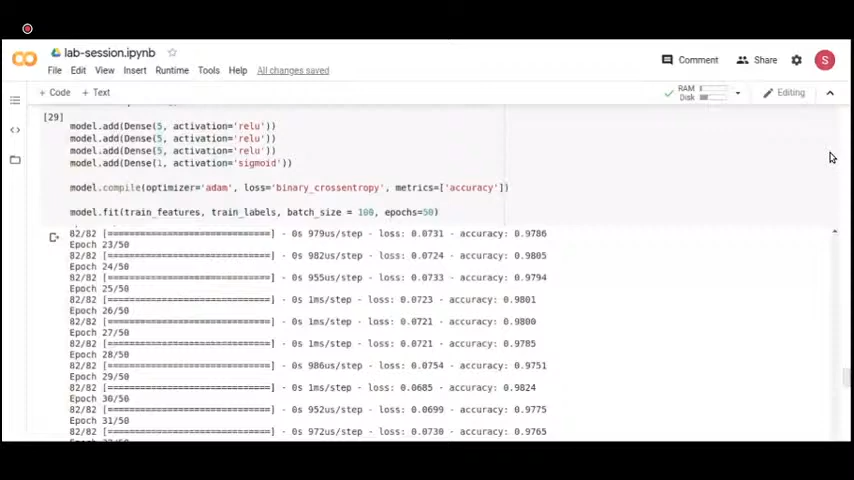 lab-session.ipynb
Comment
Share
S
File Edit View Insert Runtime Tools Help All changes saved
+ Code + Text
RAM
Disk
Editing
[29]
model.add(Dense(5, activation='relu'))
model.add(Dense(5, activation='relu'))
model.add(Dense(5, activation='relu'))
model.add(Dense(1, activation='sigmoid'))
model.compile(optimizer='adam', loss='binary_crossentropy', metrics=['accuracy'])
model.fit(train_features, train_labels, batch_size = 100, epochs=50)
82/82 [==============================] - 0s 979us/step - loss: 0.0731 - accuracy: 0.9786
Epoch 23/50
82/82 [==============================] - 0s 982us/step - loss: 0.0724 - accuracy: 0.9805
Epoch 24/50
82/82 [==============================] - 0s 955us/step - loss: 0.0733 - accuracy: 0.9794
Epoch 25/50
82/82 [==============================] - 0s 1ms/step - loss: 0.0723 - accuracy: 0.9801
Epoch 26/50
82/82 [==============================] - 0s 1ms/step - loss: 0.0721 - accuracy: 0.9800
Epoch 27/50
82/82 [==============================] - 0s 1ms/step - loss: 0.0721 - accuracy: 0.9785
Epoch 28/50
82/82 [==============================] - 0s 986us/step - loss: 0.0754 - accuracy: 0.9751
Epoch 29/50
82/82 [==============================] - 0s 1ms/step - loss: 0.0685 - accuracy: 0.9824
Epoch 30/50
82/82 [==============================] - 0s 952us/step - loss: 0.0699 - accuracy: 0.9775
Epoch 31/50
82/82 [==============================] - 0s 972us/step - loss: 0.0730 - accuracy: 0.9765